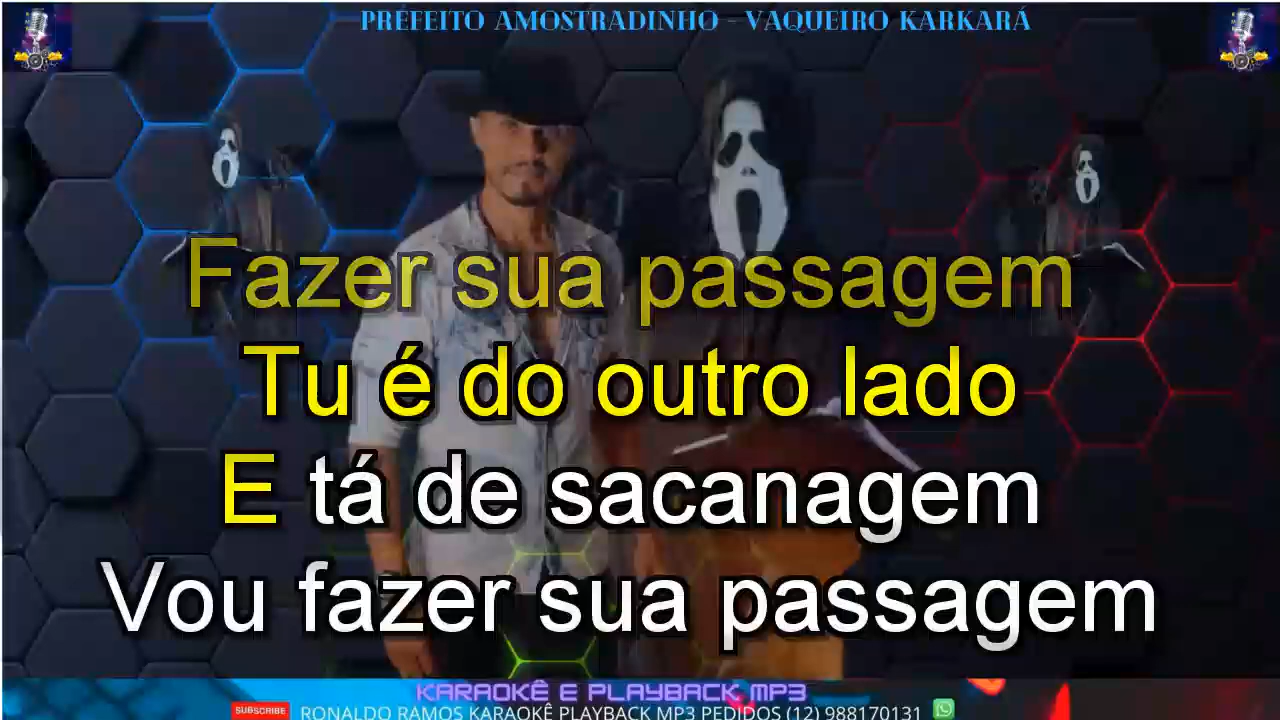 PREFEITO AMOSTRADINHO - VAQUEIRO KARKARÁ
Fazer sua passagem
Tu é do outro lado
E tá de sacanagem
Vou fazer sua passagem
KARAOKÊ E PLAYBACK MP3
SUBSCRIBE RONALDO RAMOS KARAOKÊ PLAYBACK MP3 PEDIDOS (12) 988170131